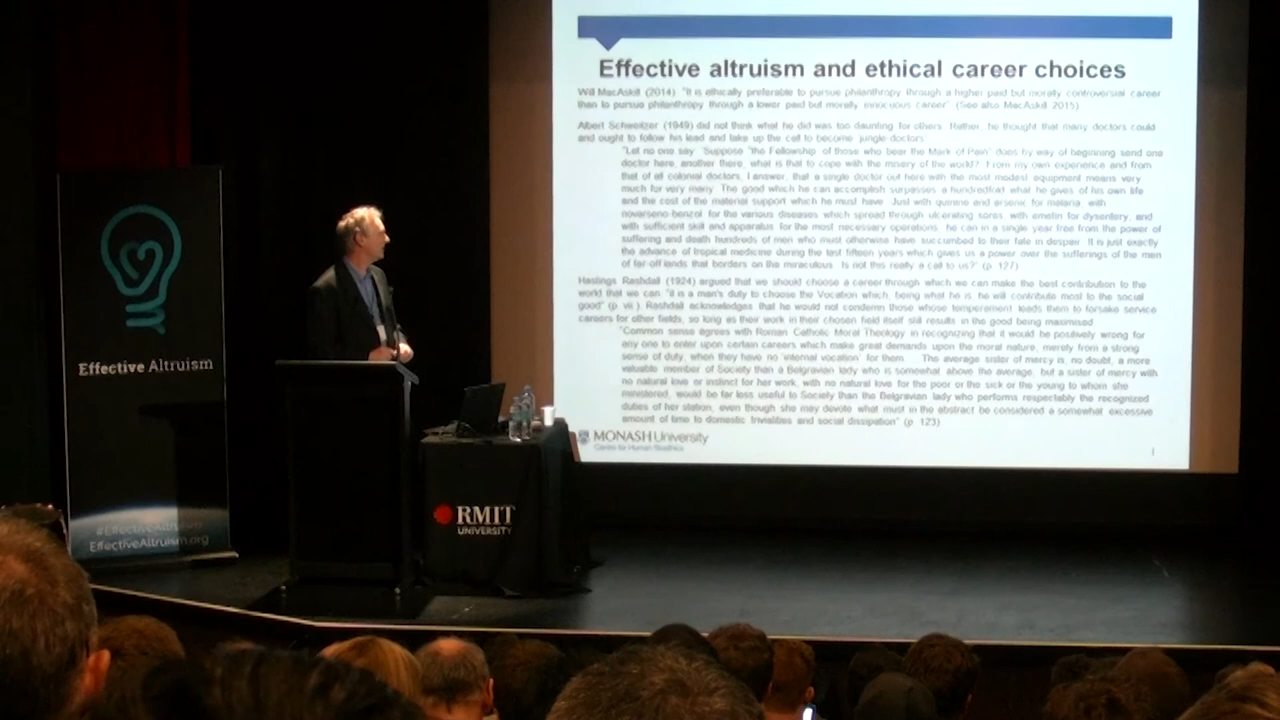 Effective altruism and ethical career choices
Will MacAskill (2014) "It is ethically preferable to pursue philanthropy through a higher paid but morally controversial career
than to pursue philanthropy through a lower paid but morally innocuous career" (See also MacAskill 2015)
Albert Schweitzer (1949) did not think what he did was too daunting for others. Rather, he thought that many doctors could
and ought to follow his lead and take up the call to become jungle-doctors
"Let no one say 'Suppose "the Fellowship of those who bear the Mark of Pain" does by way of beginning send one
doctor here, another there, what is that to cope with the misery of the world?' From my own experience and from
that of all colonial doctors, I answer, that a single doctor out here with the most modest equipment means very
much for very many. The good which he can accomplish surpasses a hundredfold what he gives of his own life
and the cost of the material support which he must have. Just with quinine and arsenic for malaria, with
novarseno-benzol for the various diseases which spread through ulcerating sores, with emetin for dysentery, and
with sufficient skill and apparatus for the most necessary operations, he can in a single year free from the power of
suffering and death hundreds of men who must otherwise have succumbed to their fate in despair. It is just exactly
the advance of tropical medicine during the last fifteen years which gives us a power over the sufferings of the men
of far-off lands that borders on the miraculous. Is not this really a call to us?" (p. 127)
Hastings Rashdall (1924) argued that we should choose a career through which we can make the best contribution to the
world that we can: "it is a man's duty to choose the Vocation which, being what he is, he will contribute most to the social
good" (p. vii). Rashdall acknowledges that he would not condemn those whose temperament leads them to forsake service
careers for other fields, so long as their work in their chosen field itself still results in the good being maximised
"Common sense agrees with Roman Catholic Moral Theology in recognizing that it would be positively wrong for
any one to enter upon certain careers which make great demands upon the moral nature, merely from a strong
sense of duty, when they have no 'internal vocation' for them... The average sister of mercy is, no doubt, a more
valuable member of Society than a Belgravian lady who is somewhat above the average, but a sister of mercy with
no natural love or instinct for her work, with no natural love for the poor or the sick or the young to whom she
ministered, would be far less useful to Society than the Belgravian lady who performs respectably the recognized
duties of her station, even though she may devote what must in the abstract be considered a somewhat excessive
amount of time to domestic trivialities and social dissipation" (p. 123)
MONASH University
Centre for Human Bioethics
1
Effective Altruism
#EffectiveAltruism
EffectiveAltruism.org
RMIT
UNIVERSITY